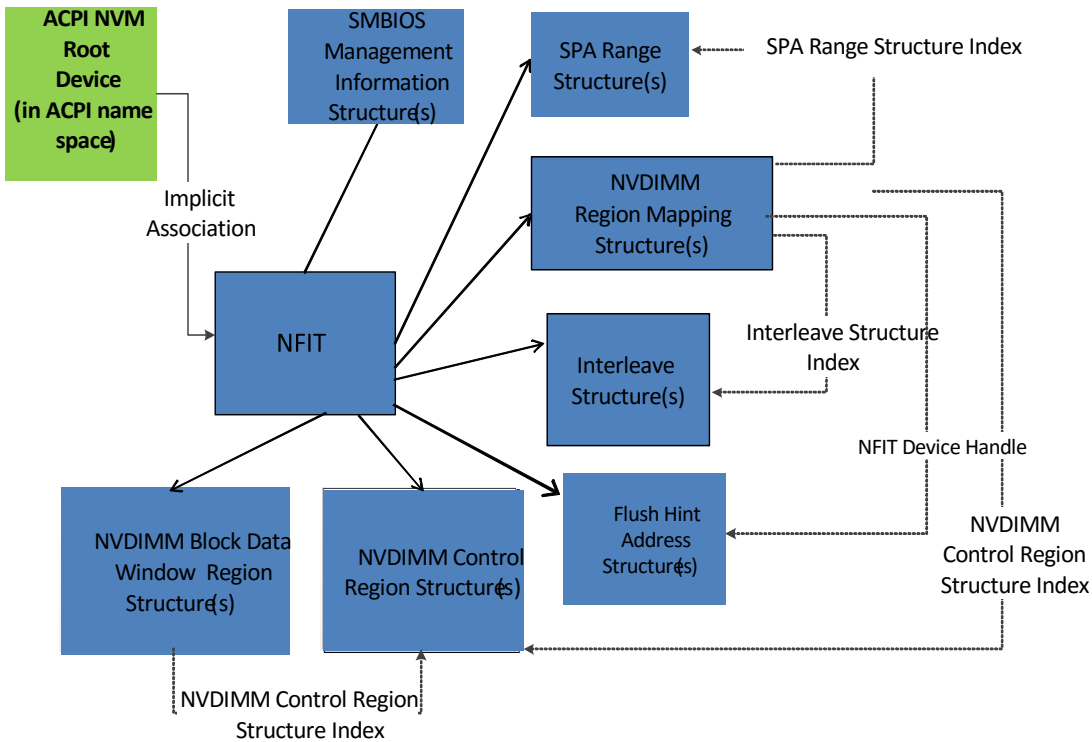 ACPI NVM
Root
Device
(in ACPI name
space)
SMBIOS
Management
Information
Structure(s)
SPA Range
Structure(s)
SPA Range Structure Index
Implicit
Association
NVDIMM
Region Mapping
Structure(s)
NFIT
Interleave
Structure(s)
Interleave Structure
Index
NFIT Device Handle
NVDIMM Block Data
Window Region
Structure(s)
NVDIMM Control
Region Structure(s)
Flush Hint
Address
Structure(s)
NVDIMM
Control Region
Structure Index
NVDIMM Control Region
Structure Index